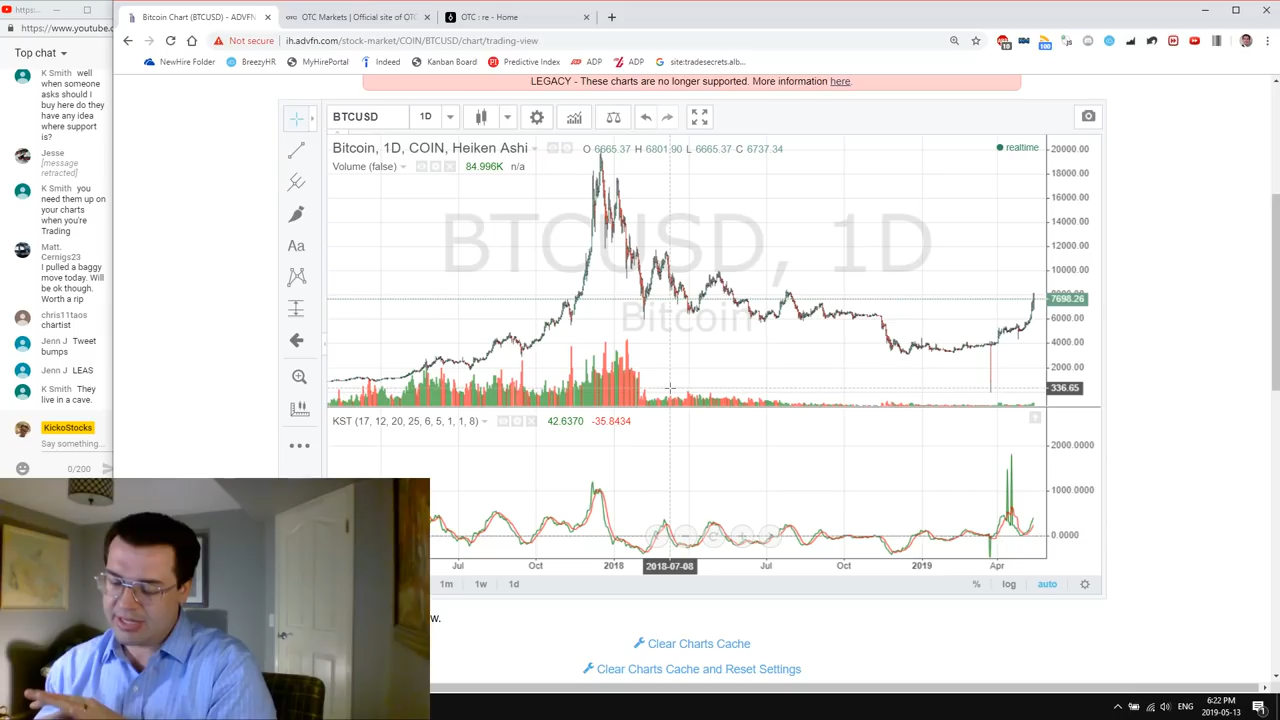 https://www.youtube.co
Top chat
K Smith well
when someone
asks should i
buy here do they
have any idea
where support
is?
Jesse
[message
retracted]
K Smith you
need them up on
your charts
when you're
Trading
Matt.
Cernigs23
I pulled a baggy
move today. Will
be ok though.
Worth a rip
chris11taos
chartist
Jenn J Tweet
bumps
Jenn J LEAS
K Smith They
live in a cave.
KickoStocks
Say something...
0/200
Bitcoin Chart (BTCUSD) - ADVFN
OTC Markets | Official site of OTC
OTC : re - Home
Not secure
ih.advfn.com/stock-market/COIN/BTCUSD/chart/trading-view
NewHire Folder
BreezyHR
MyHirePortal
Indeed
Kanban Board
Predictive Index
ADP
ADP
site:tradesecrets.alb...
LEGACY - These charts are no longer supported. More information here.
BTCUSD
1D
Bitcoin, 1D, COIN, Heiken Ashi
O 6665.37 H 6801.90 L 6665.37 C 6737.34
realtime
Volume (false)
84.996K n/a
BTCUSD, 1D
Bitcoin
20000.00
18000.00
16000.00
14000.00
12000.00
10000.00
7698.26
6000.00
4000.00
2000.00
336.65
KST (17, 12, 20, 25, 6, 5, 1, 1, 8)
42.6370 -35.8434
2000.0000
1000.0000
0.0000
Jul
Oct
2018
2018-07-08
Jul
Oct
2019
Apr
1m
1w
1d
%
log
auto
w.
Clear Charts Cache
Clear Charts Cache and Reset Settings
ENG
6:22 PM
2019-05-13